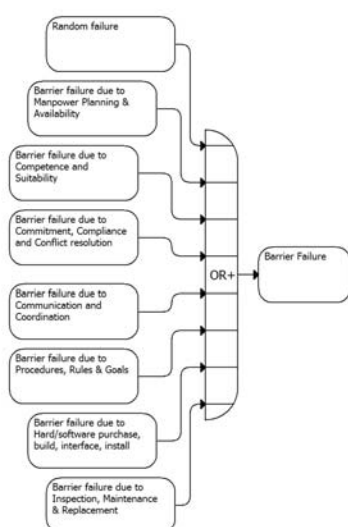 Random failure
Barrier failure due to
Manpower Planning &
Availability
Barrier failure due to
Competence and
Suitability
Barrier failure due to
Commitment, Compliance
and Conflict resolution
OR+
Barrier Failure
Barrier failure due to
Communication and
Coordination
Barrier failure due to
Procedures, Rules & Goals
Barrier failure due to
Hard/software purchase,
build, interface, install
Barrier failure due to
Inspection, Maintenance
& Replacement